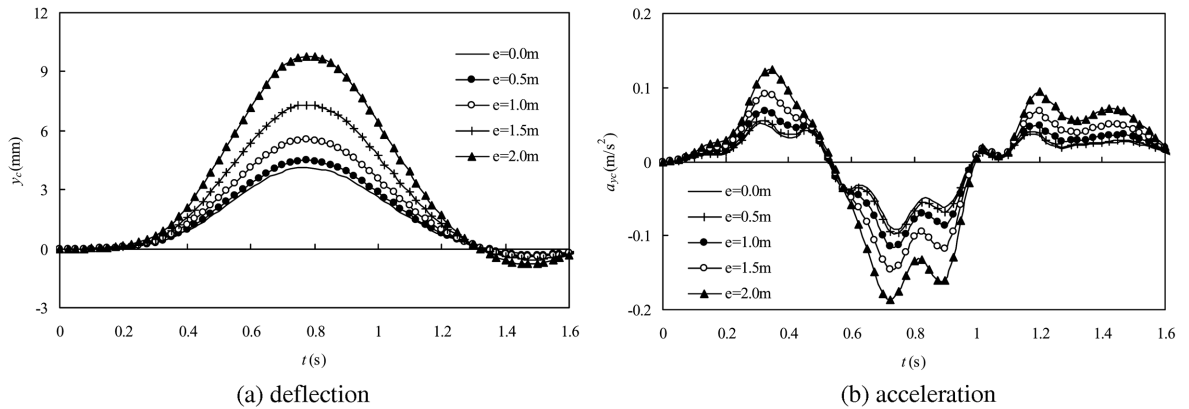 12
9
6
3
0
-3
y_c(mm)
e=0.0m
e=0.5m
e=1.0m
e=1.5m
e=2.0m
0 0.2 0.4 0.6 0.8 1 1.2 1.4 1.6
t (s)
(a) deflection
0.2
0.1
0
-0.1
-0.2
a_yc(m/s²)
e=0.0m
e=0.5m
e=1.0m
e=1.5m
e=2.0m
0 0.2 0.4 0.6 0.8 1 1.2 1.4 1.6
t (s)
(b) acceleration